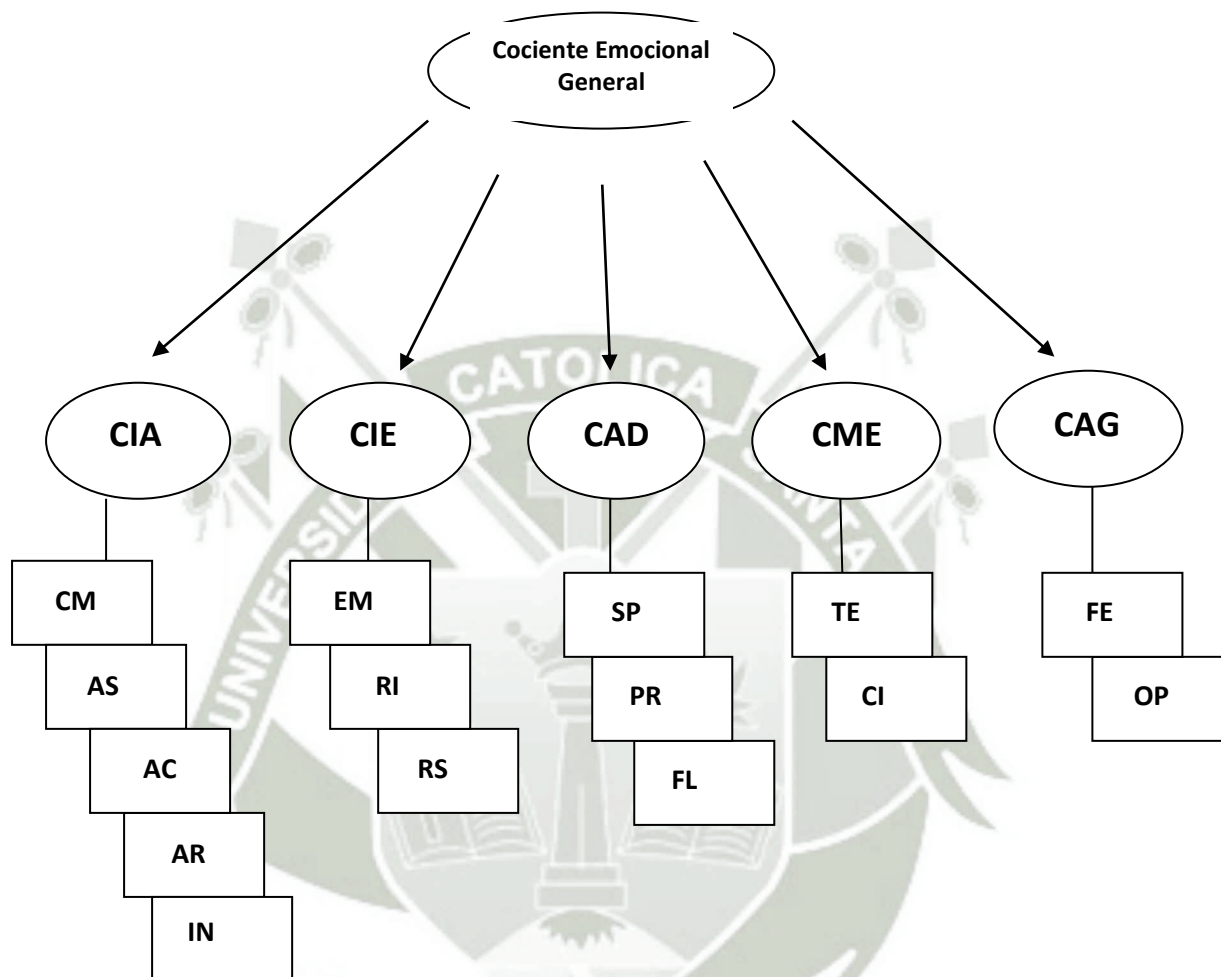 Cociente Emocional
General
CIA
CIE
CAD
CME
CAG
CM
AS
AC
AR
IN
EM
RI
RS
SP
PR
FL
TE
CI
FE
OP
CATOLICA